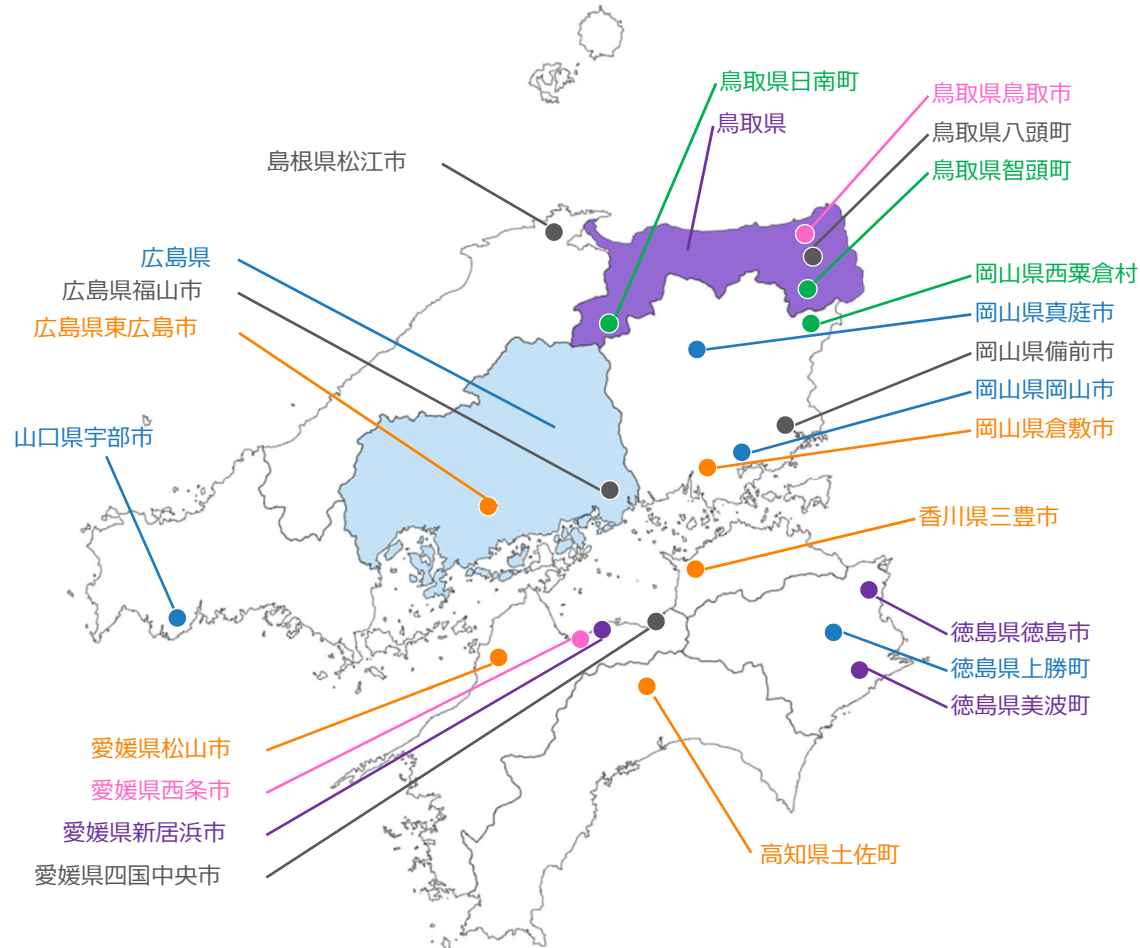 鳥取県日南町
鳥取県鳥取市
鳥取県
鳥取県八頭町
島根県松江市
鳥取県智頭町
広島県
岡山県西粟倉村
広島県福山市
岡山県真庭市
広島県東広島市
岡山県備前市
岡山県岡山市
山口県宇部市
岡山県倉敷市
香川県三豊市
徳島県徳島市
徳島県上勝町
徳島県美波町
愛媛県松山市
愛媛県西条市
愛媛県新居浜市
高知県土佐町
愛媛県四国中央市